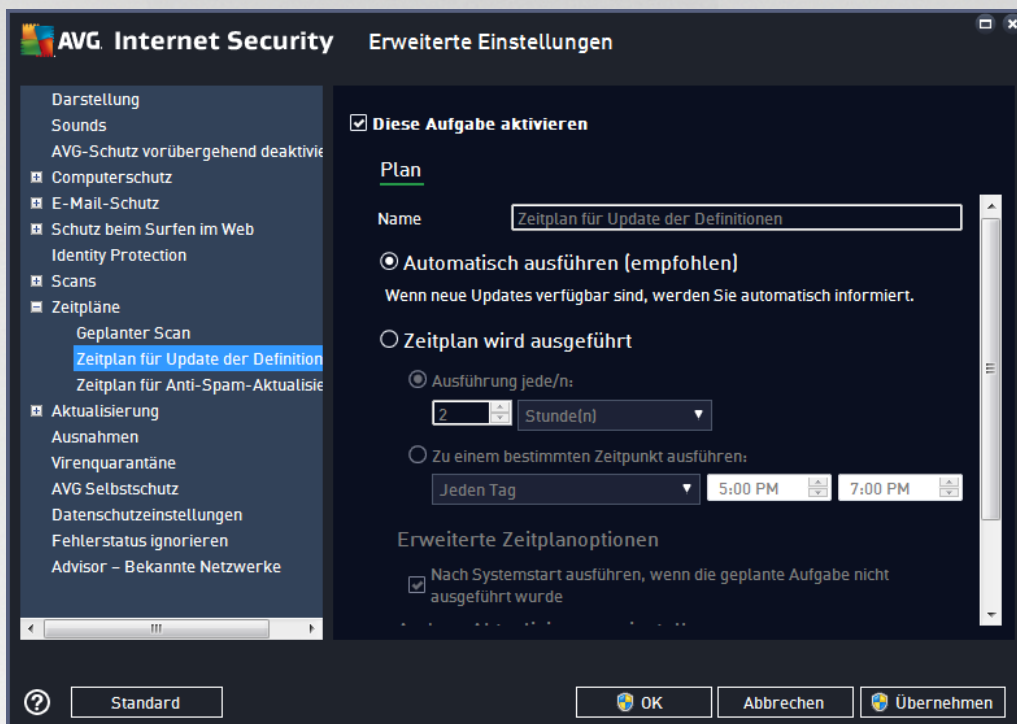 AVG. Internet Security
Erweiterte Einstellungen
Darstellung
Sounds
AVG-Schutz vorübergehend deaktivie
Computerschutz
E-Mail-Schutz
Schutz beim Surfen im Web
Identity Protection
Scans
Zeitpläne
Geplanter Scan
Zeitplan für Update der Definition
Zeitplan für Anti-Spam-Aktualisie
Aktualisierung
Ausnahmen
Virenquarantäne
AVG Selbstschutz
Datenschutzeinstellungen
Fehlerstatus ignorieren
Advisor – Bekannte Netzwerke
Diese Aufgabe aktivieren
Plan
Name
Zeitplan für Update der Definitionen
Automatisch ausführen (empfohlen)
Wenn neue Updates verfügbar sind, werden Sie automatisch informiert.
Zeitplan wird ausgeführt
Ausführung jede/n:
2 Stunde(n)
Zu einem bestimmten Zeitpunkt ausführen:
Jeden Tag 5:00 PM 7:00 PM
Erweiterte Zeitplanoptionen
Nach Systemstart ausführen, wenn die geplante Aufgabe nicht
ausgeführt wurde
Standard
OK
Abbrechen
Übernehmen